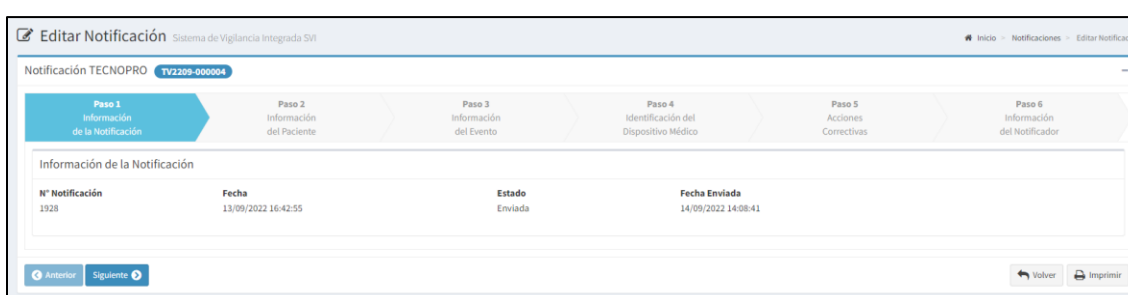 Editar Notificación Sistema de Vigilancia Integrada SVI
Inicio > Notificaciones > Editar Notificac
Notificación TECNOPRO TV2209-000004
Paso 1
Información
de la Notificación
Paso 2
Información
del Paciente
Paso 3
Información
del Evento
Paso 4
Identificación del
Dispositivo Médico
Paso 5
Acciones
Correctivas
Paso 6
Información
del Notificador
Información de la Notificación
N° Notificación Fecha Estado Fecha Enviada
1928 13/09/2022 16:42:55 Enviada 14/09/2022 14:08:41
Anterior Siguiente Volver Imprimir